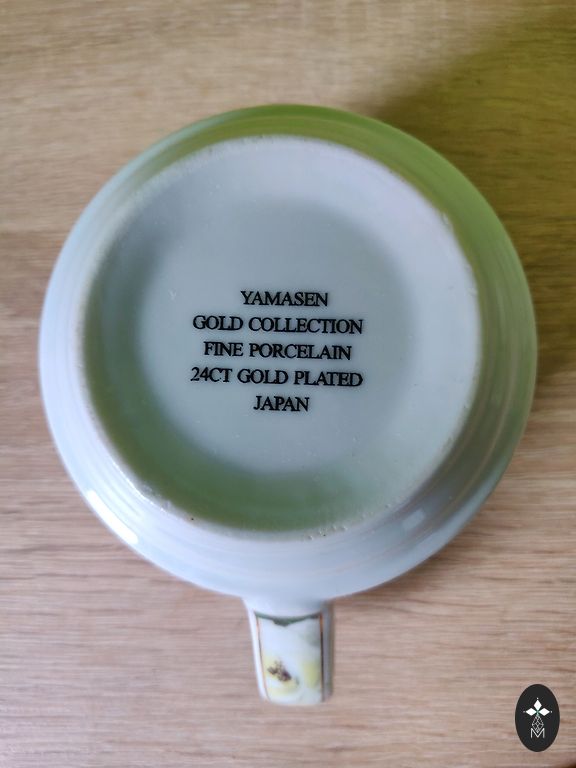 YAMASEN
GOLD COLLECTION
FINE PORCELAIN
24CT GOLD PLATED
JAPAN
M